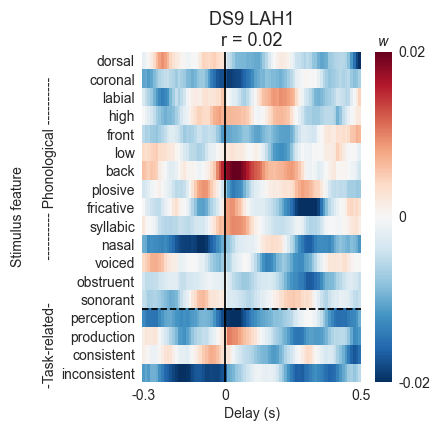 DS9 LAH1
r = 0.02
w
dorsal
coronal
labial
high
front
low
back
plosive
fricative
syllabic
nasal
voiced
obstruent
sonorant
perception
production
consistent
inconsistent
Stimulus feature
---------- Phonological ----------
-Task-related-
-0.3 0 0.5
Delay (s)
0.02
0
-0.02